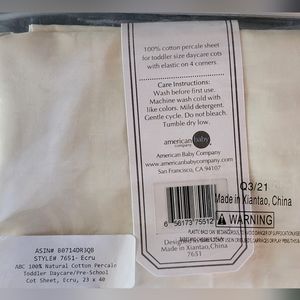 100% cotton percale sheet
for toddler size daycare cots
with elastic on 4 corners.
Care Instructions:
Wash before first use.
Machine wash cold with
like colors. Mild detergent.
Gentle cycle. Do not bleach.
Tumble dry low.
american baby
company
American Baby Company
www.americanbabycompany.com
San Francisco, CA 94107
Designed in
Made in Xiantao, China
7651
Q3/21
Made in Xiantao, China
WARNING
ASIN# B0714DR3QB
STYLE# 7651- Ecru
ABC 100% Natural Cotton Percale
Toddler Daycare/Pre-School
Cot Sheet, Ecru, 23 x 40